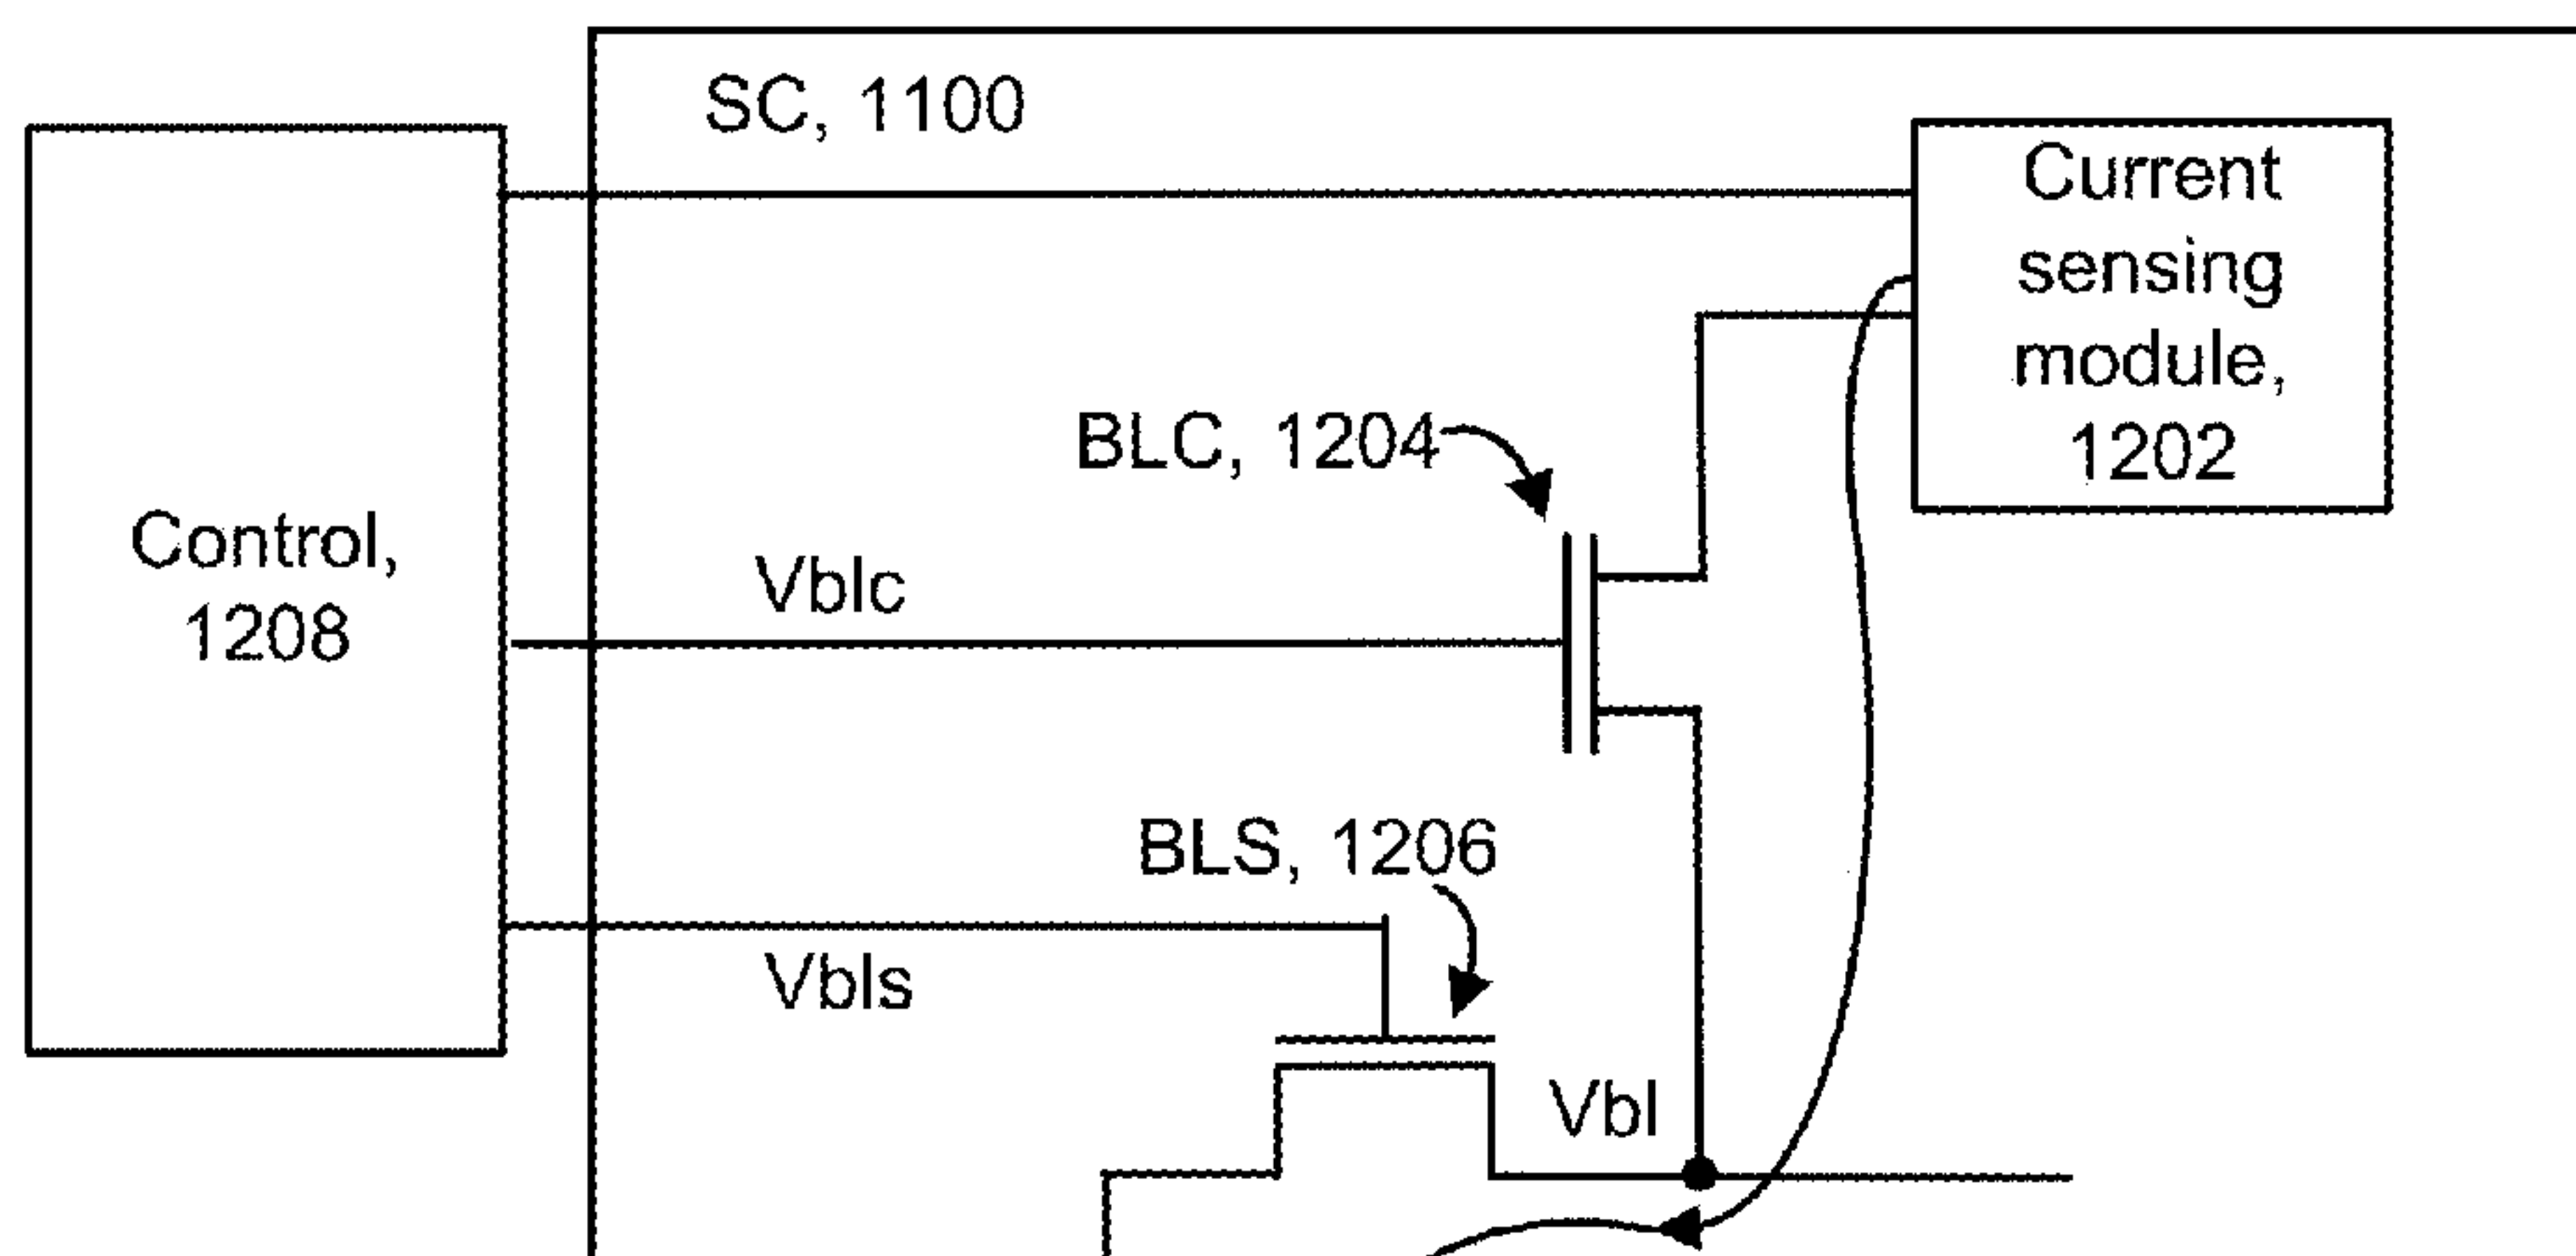 SC, 1100
Current
sensing
module,
1202
BLC, 1204
Control,
1208
Vblc
BLS, 1206
Vbls
Vbl